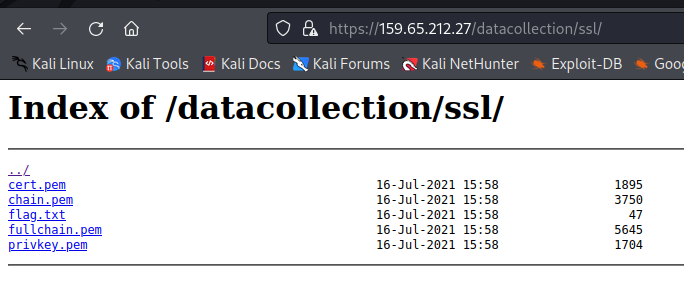 https://159.65.212.27/datacollection/ssl/
Kali Linux Kali Tools Kali Docs Kali Forums Kali NetHunter Exploit-DB Goog
Index of /datacollection/ssl/
../
cert.pem 16-Jul-2021 15:58 1895
chain.pem 16-Jul-2021 15:58 3750
flag.txt 16-Jul-2021 15:58 47
fullchain.pem 16-Jul-2021 15:58 5645
privkey.pem 16-Jul-2021 15:58 1704